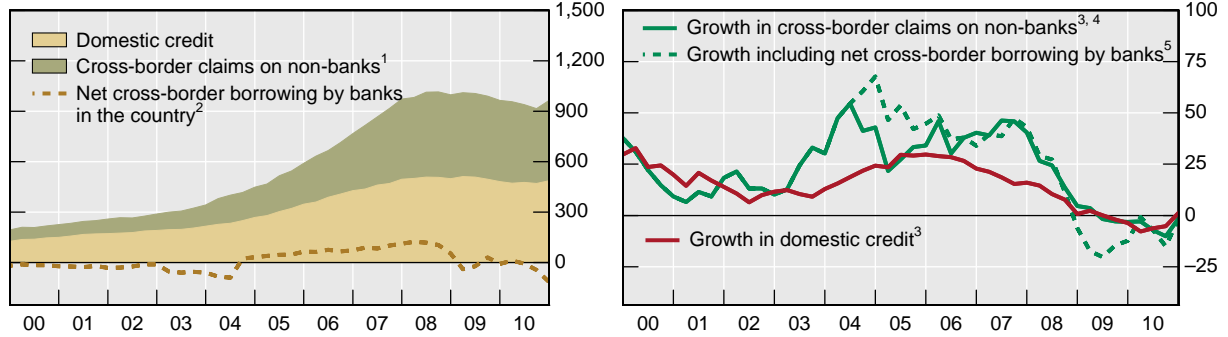 1,500
1,200
900
600
300
0
Domestic credit
Cross-border claims on non-banks1
Net cross-border borrowing by banks
in the country2
00 01 02 03 04 05 06 07 08 09 10
100
75
50
25
0
–25
Growth in cross-border claims on non-banks3, 4
Growth including net cross-border borrowing by banks5
Growth in domestic credit3
00 01 02 03 04 05 06 07 08 09 10